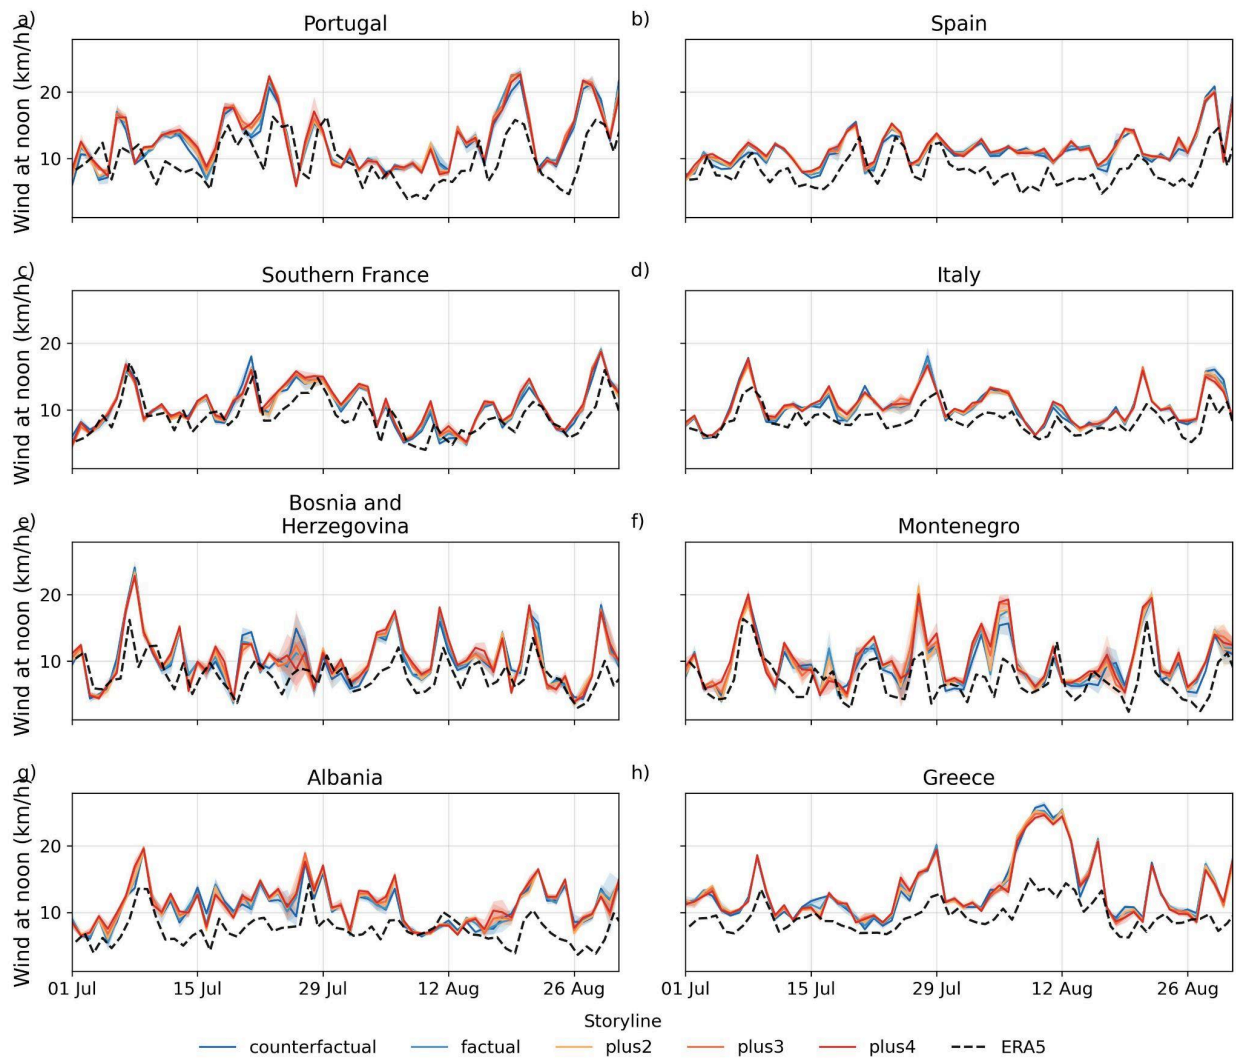 a) Portugal
b) Spain
Wind at noon (km/h)
20
10
c) Southern France
d) Italy
Wind at noon (km/h)
20
10
e) Bosnia and
Herzegovina
f) Montenegro
Wind at noon (km/h)
20
10
g) Albania
h) Greece
Wind at noon (km/h)
20
10
01 Jul 15 Jul 29 Jul 12 Aug 26 Aug
01 Jul 15 Jul 29 Jul 12 Aug 26 Aug
Storyline
counterfactual factual plus2 plus3 plus4 ERA5